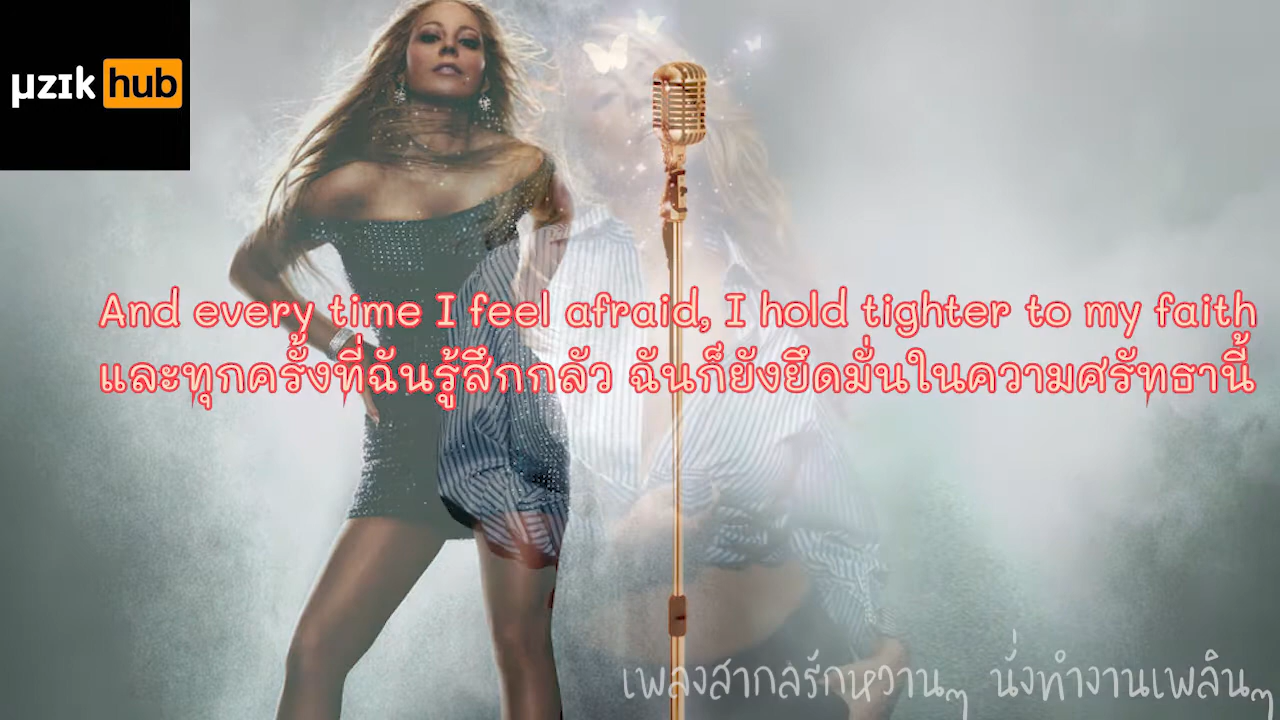 µzık hub
And every time I feel afraid, I hold tighter to my faith
และทุกครั้งที่ฉันรู้สึกกลัว ฉันก็ยังยึดมั่นในความศรัทธานี้
เพลงสากลรักหวานๆ นั่งทำงานเพลินๆ